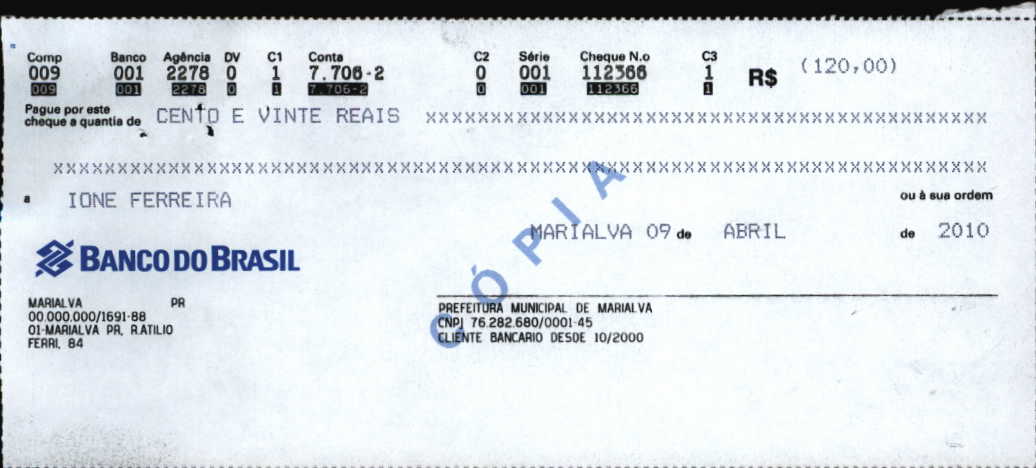 Comp Banco Agência DV C1 Conta C2 Série Cheque N.o C3
009 001 2278 0 1 7.706-2 0 001 112366 1 R$ (120,00)
009 001 2278 0 1 7.706-2 0 001 112366 1
Pague por este
cheque a quantia de CENTO E VINTE REAIS XXXXXXXXXXXXXXXXXXXXXXXXXXXXXXXXXXXXXXXXXXXXX
XXXXXXXXXXXXXXXXXXXXXXXXXXXXXXXXXXXXXXXXXXXXXXXXXXXXXXXXXXXXXXXXXXXXXXXXXX
a IONE FERREIRA ou à sua ordem
MARIALVA 09 de ABRIL de 2010
CÓPIA
BANCO DO BRASIL
MARIALVA PR
00.000.000/1691-88
01-MARIALVA PR, R.ATILIO
FERRI, 84
PREFEITURA MUNICIPAL DE MARIALVA
CNPJ 76.282.680/0001-45
CLIENTE BANCARIO DESDE 10/2000